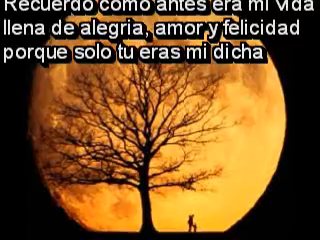 Recuerdo como antes era mi vida
llena de alegria, amor y felicidad
porque solo tu eras mi dicha